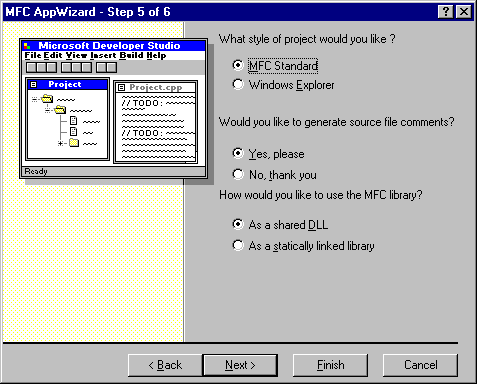 MFC AppWizard - Step 5 of 6
Microsoft Developer Studio
File Edit View Insert Build Help
Project
Project.cpp
// TODO:
// TODO:
Ready
What style of project would you like ?
MFC Standard
Windows Explorer
Would you like to generate source file comments?
Yes, please
No, thank you
How would you like to use the MFC library?
As a shared DLL
As a statically linked library
< Back
Next >
Finish
Cancel